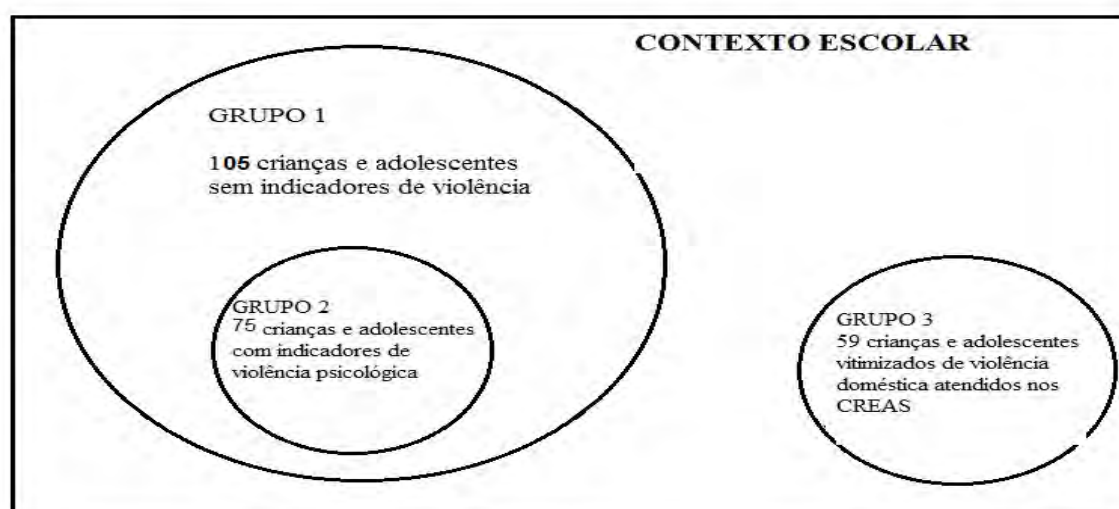 CONTEXTO ESCOLAR
GRUPO 1
105 crianças e adolescentes
sem indicadores de violência
GRUPO 2
75 crianças e adolescentes
com indicadores de
violência psicológica
GRUPO 3
59 crianças e adolescentes
vitimizados de violência
doméstica atendidos nos
CREAS